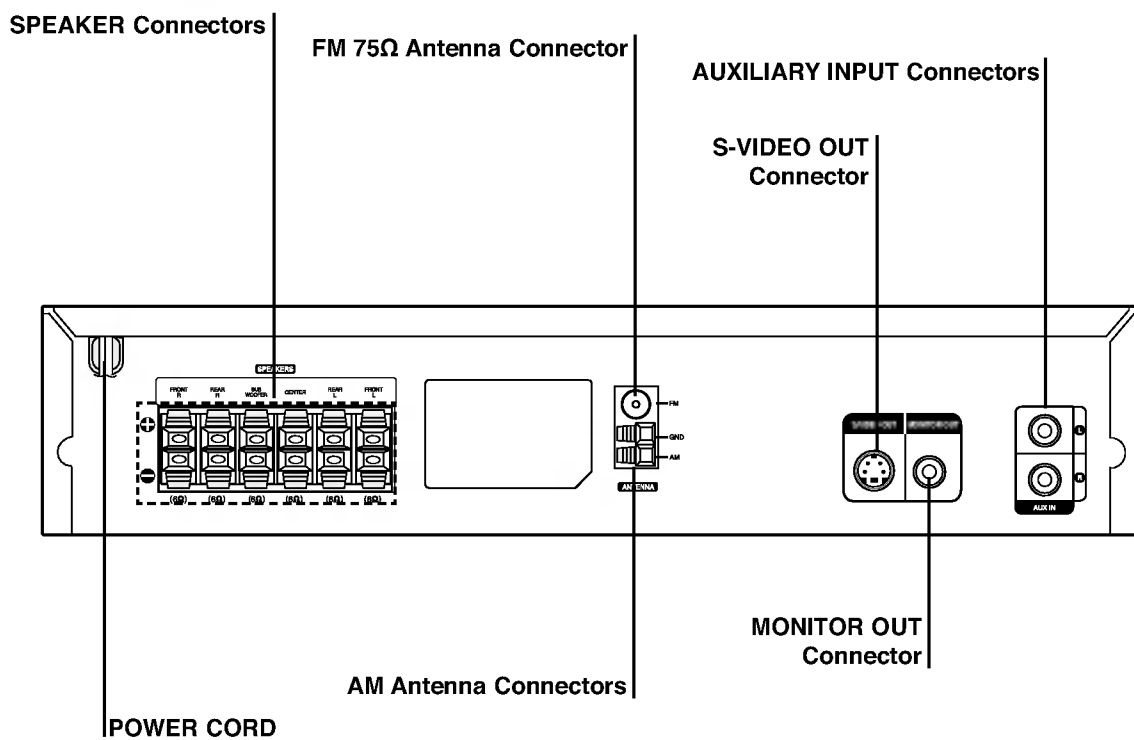 SPEAKER Connectors
FM 75Ω Antenna Connector
AUXILIARY INPUT Connectors
S-VIDEO OUT
Connector
SPEAKERS
FRONT R
REAR R
SUB WOOFER
CENTER
REAR L
FRONT L
+
−
(6Ω) (6Ω) (6Ω) (6Ω) (6Ω) (6Ω)
FM
GND
AM
ANTENNA
MONITOR OUT
L
R
AUX IN
MONITOR OUT
Connector
AM Antenna Connectors
POWER CORD